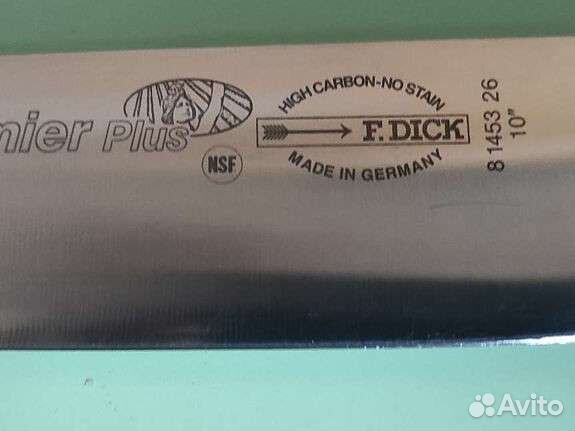 mier Plus
NSF
HIGH CARBON-NO STAIN
F. DICK
MADE IN GERMANY
8 1453 26
10"
Avito